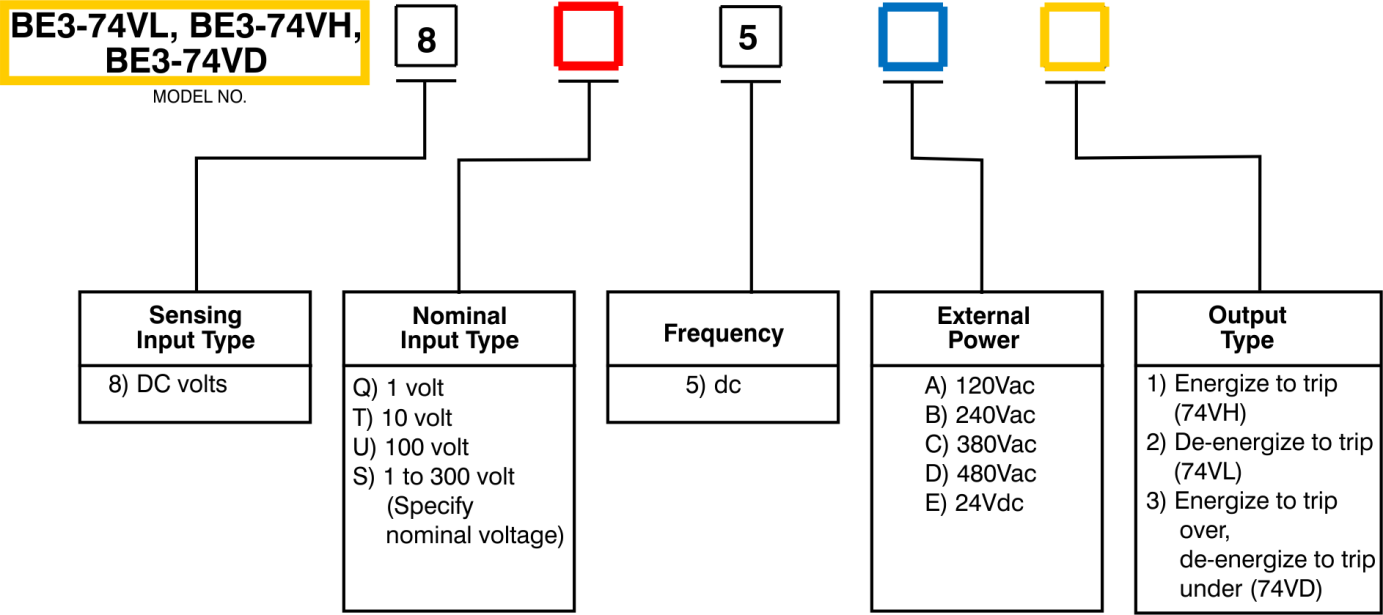 BE3-74VL, BE3-74VH,
BE3-74VD
MODEL NO.
8
5
Sensing
Input Type
8) DC volts
Nominal
Input Type
Q) 1 volt
T) 10 volt
U) 100 volt
S) 1 to 300 volt
(Specify
nominal voltage)
Frequency
5) dc
External
Power
A) 120Vac
B) 240Vac
C) 380Vac
D) 480Vac
E) 24Vdc
Output
Type
1) Energize to trip
(74VH)
2) De-energize to trip
(74VL)
3) Energize to trip
over,
de-energize to trip
under (74VD)